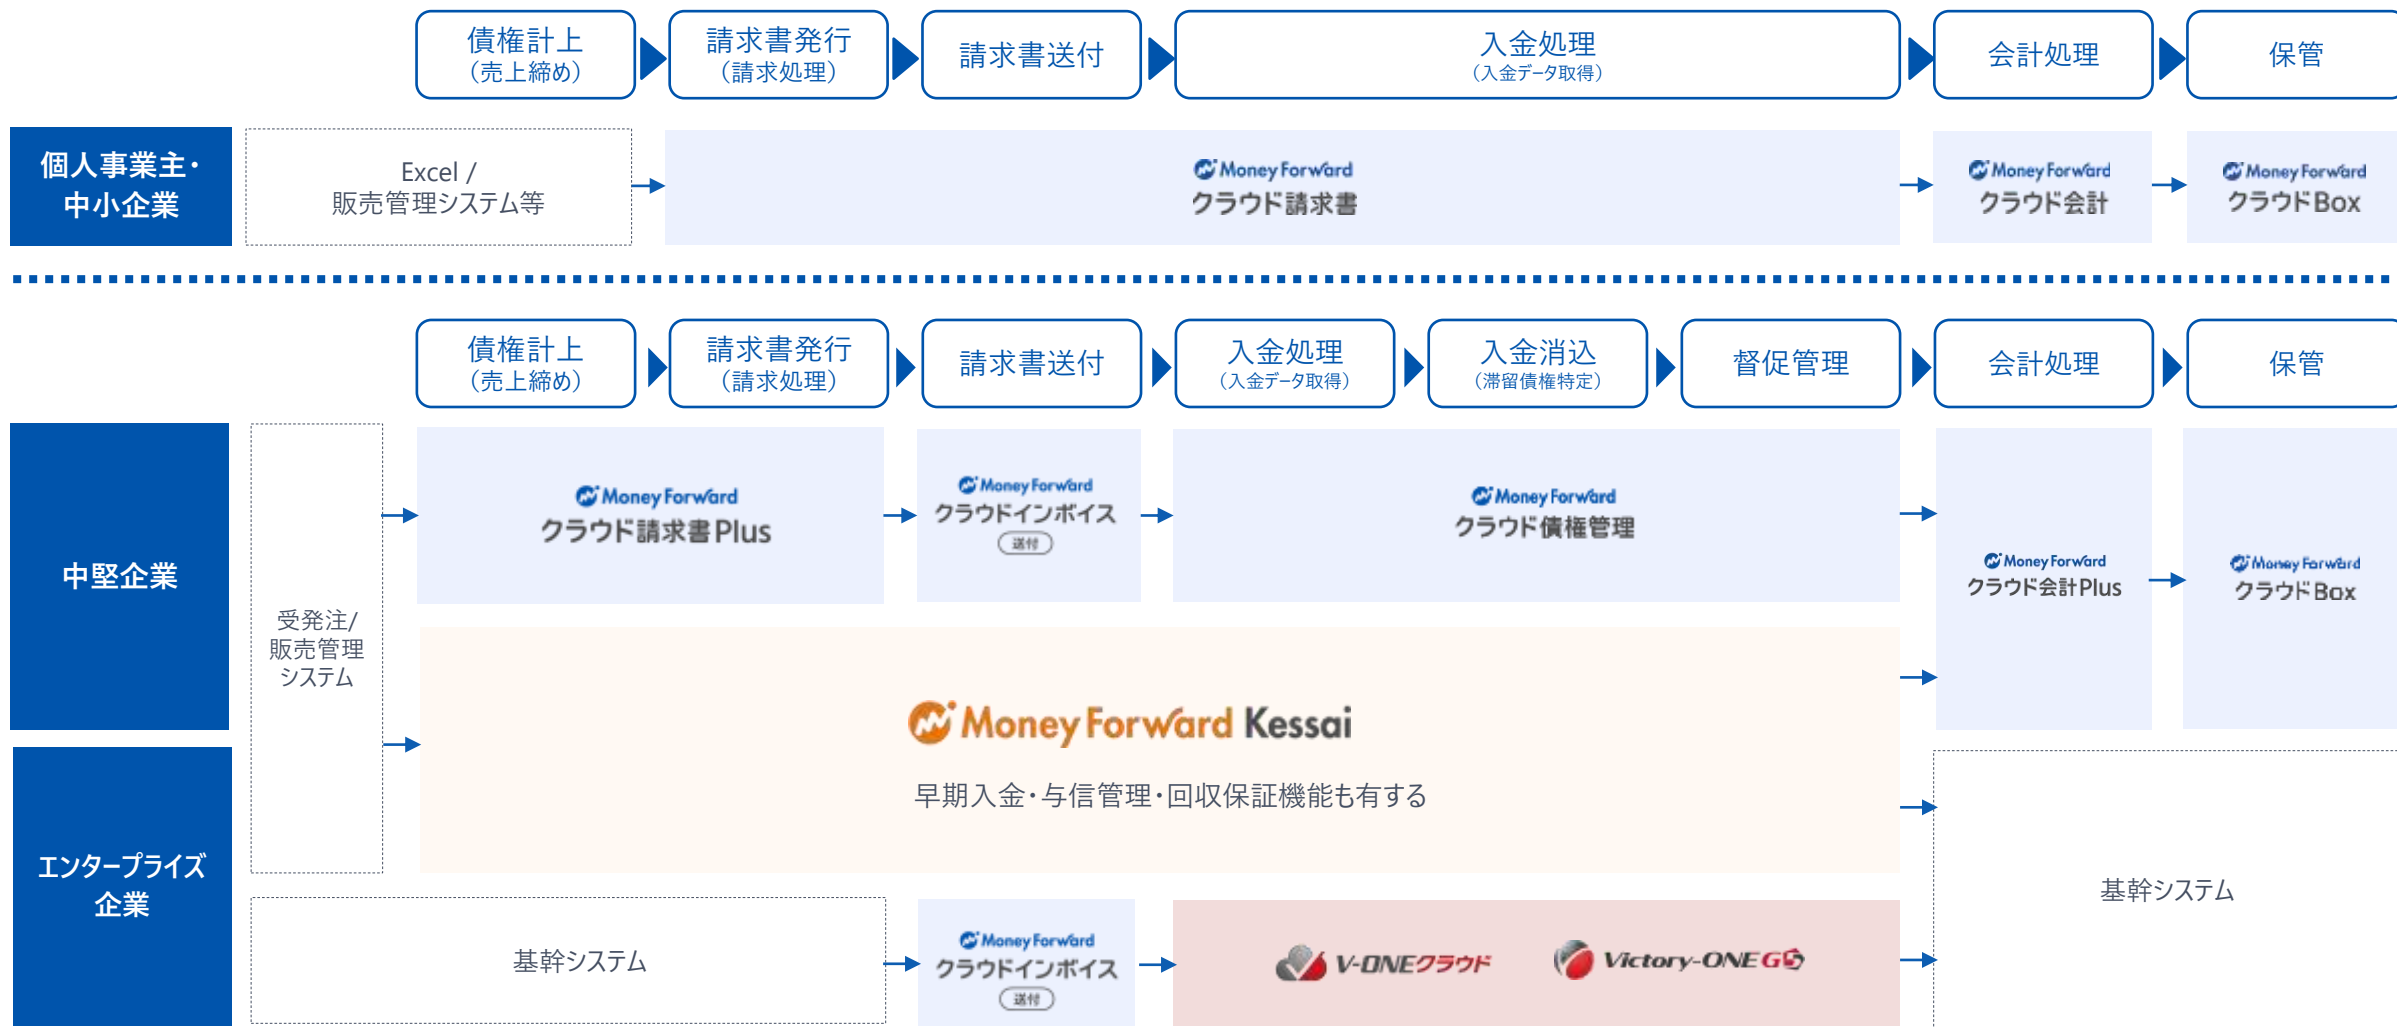 債権計上
(売上締め)
請求書発行
(請求処理)
請求書送付
入金処理
(入金データ取得)
会計処理
保管
個人事業主・
中小企業
Excel /
販売管理システム等
Money Forward
クラウド請求書
Money Forward
クラウド会計
Money Forward
クラウドBox
債権計上
(売上締め)
請求書発行
(請求処理)
請求書送付
入金処理
(入金データ取得)
入金消込
(滞留債権特定)
督促管理
会計処理
保管
中堅企業
受発注/
販売管理
システム
Money Forward
クラウド請求書Plus
Money Forward
クラウドインボイス
送付
Money Forward
クラウド債権管理
Money Forward
クラウド会計Plus
Money Forward
クラウドBox
Money Forward Kessai
早期入金・与信管理・回収保証機能も有する
エンタープライズ
企業
基幹システム
Money Forward
クラウドインボイス
送付
V-ONEクラウド
Victory-ONE G5
基幹システム